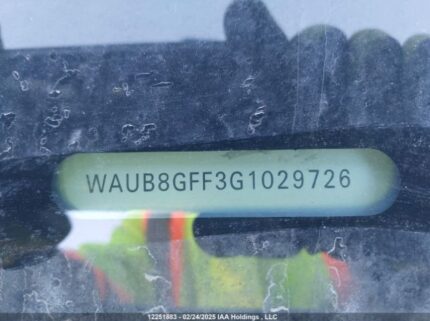 WAUB8GFF3G1029726
12251883 - 02/24/2025 IAA Holdings , LLC